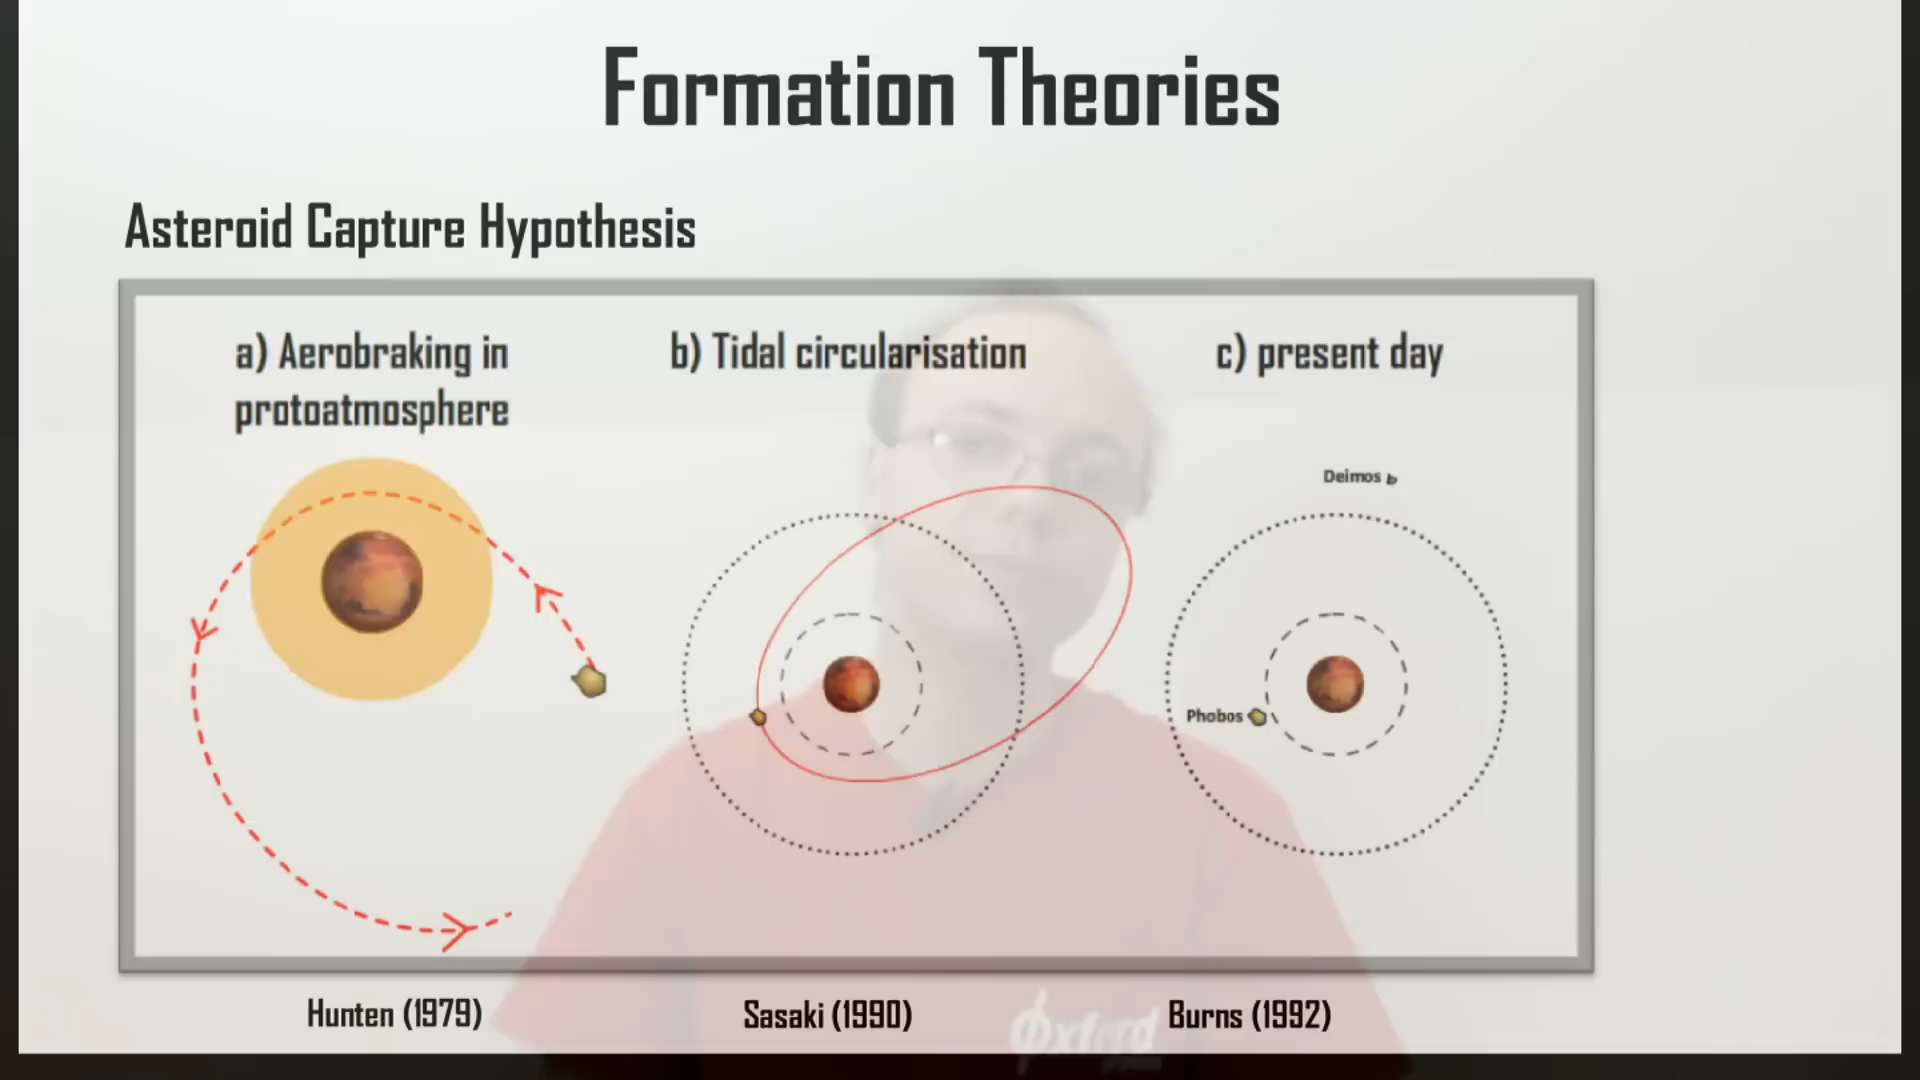 Formation Theories
Asteroid Capture Hypothesis
a) Aerobraking in
protoatmosphere
b) Tidal circularisation
c) present day
Deimos
Phobos
Hunten (1979)
Sasaki (1990)
Burns (1992)
Oxford